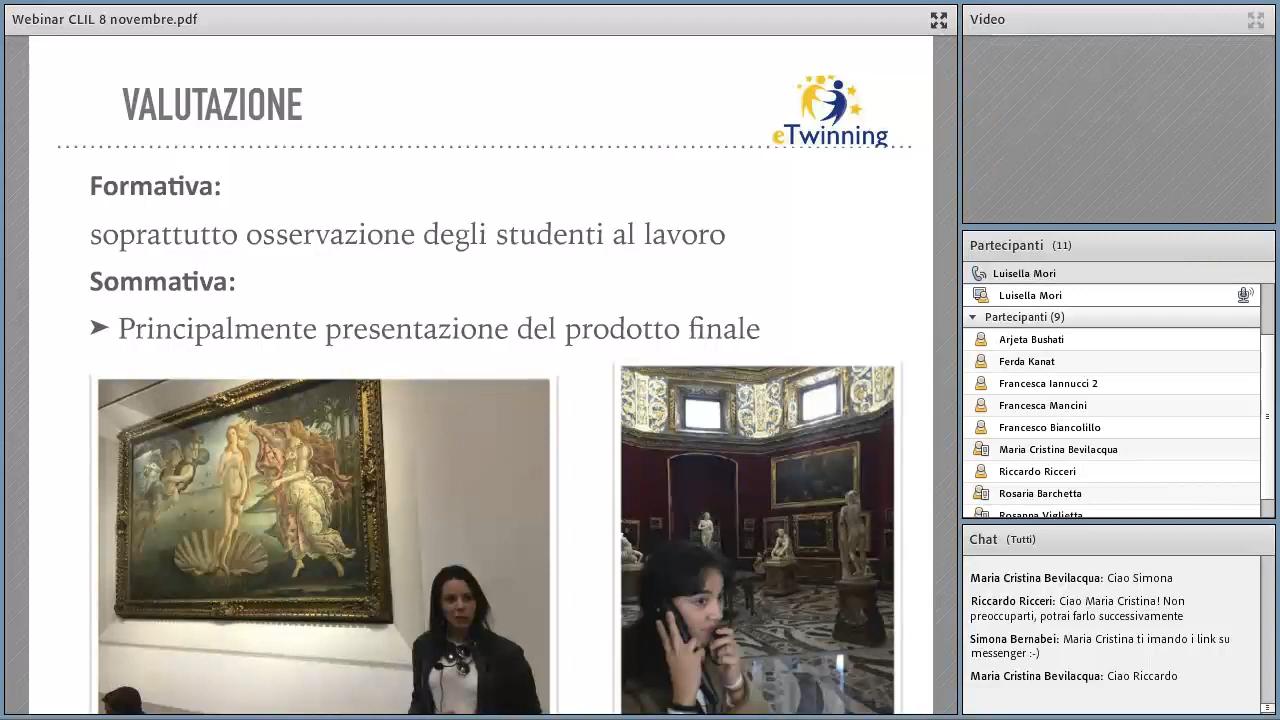 Webinar CLIL 8 novembre.pdf
VALUTAZIONE
eTwinning
Formativa:
soprattutto osservazione degli studenti al lavoro
Sommativa:
➤ Principalmente presentazione del prodotto finale
Video
Partecipanti (11)
Luisella Mori
Luisella Mori
Partecipanti (9)
Arjeta Bushati
Ferda Kanat
Francesca Iannucci 2
Francesca Mancini
Francesco Biancolillo
Maria Cristina Bevilacqua
Riccardo Ricceri
Rosaria Barchetta
Rosanna Viglietta
Chat (Tutti)
Maria Cristina Bevilacqua: Ciao Simona
Riccardo Ricceri: Ciao Maria Cristina! Non
preoccuparti, potrai farlo successivamente
Simona Bernabei: Maria Cristina ti imando i link su
messenger :-)
Maria Cristina Bevilacqua: Ciao Riccardo